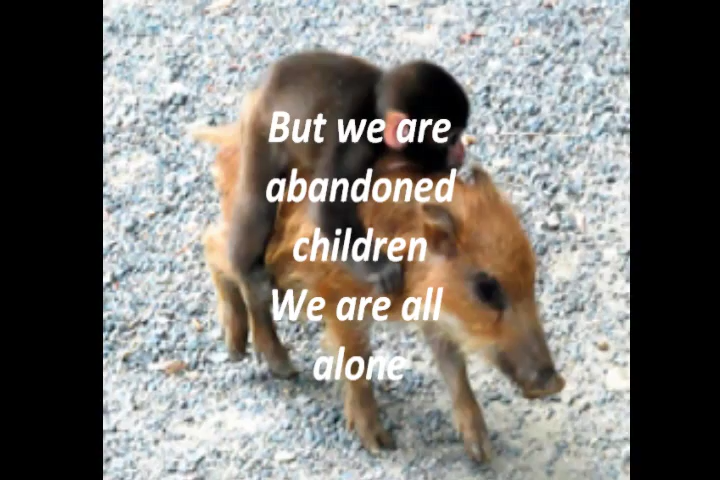 But we are
abandoned
children
We are all
alone